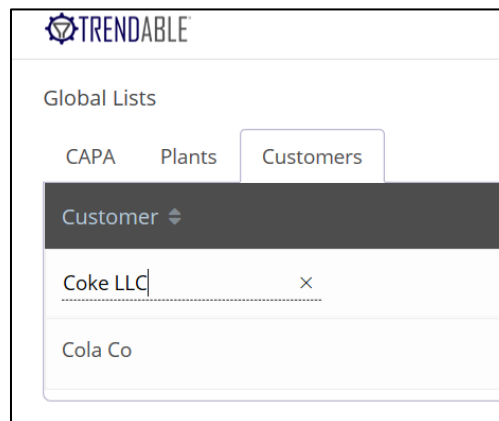 TRENDABLE
Global Lists
CAPA Plants Customers
Customer
Coke LLC
Cola Co